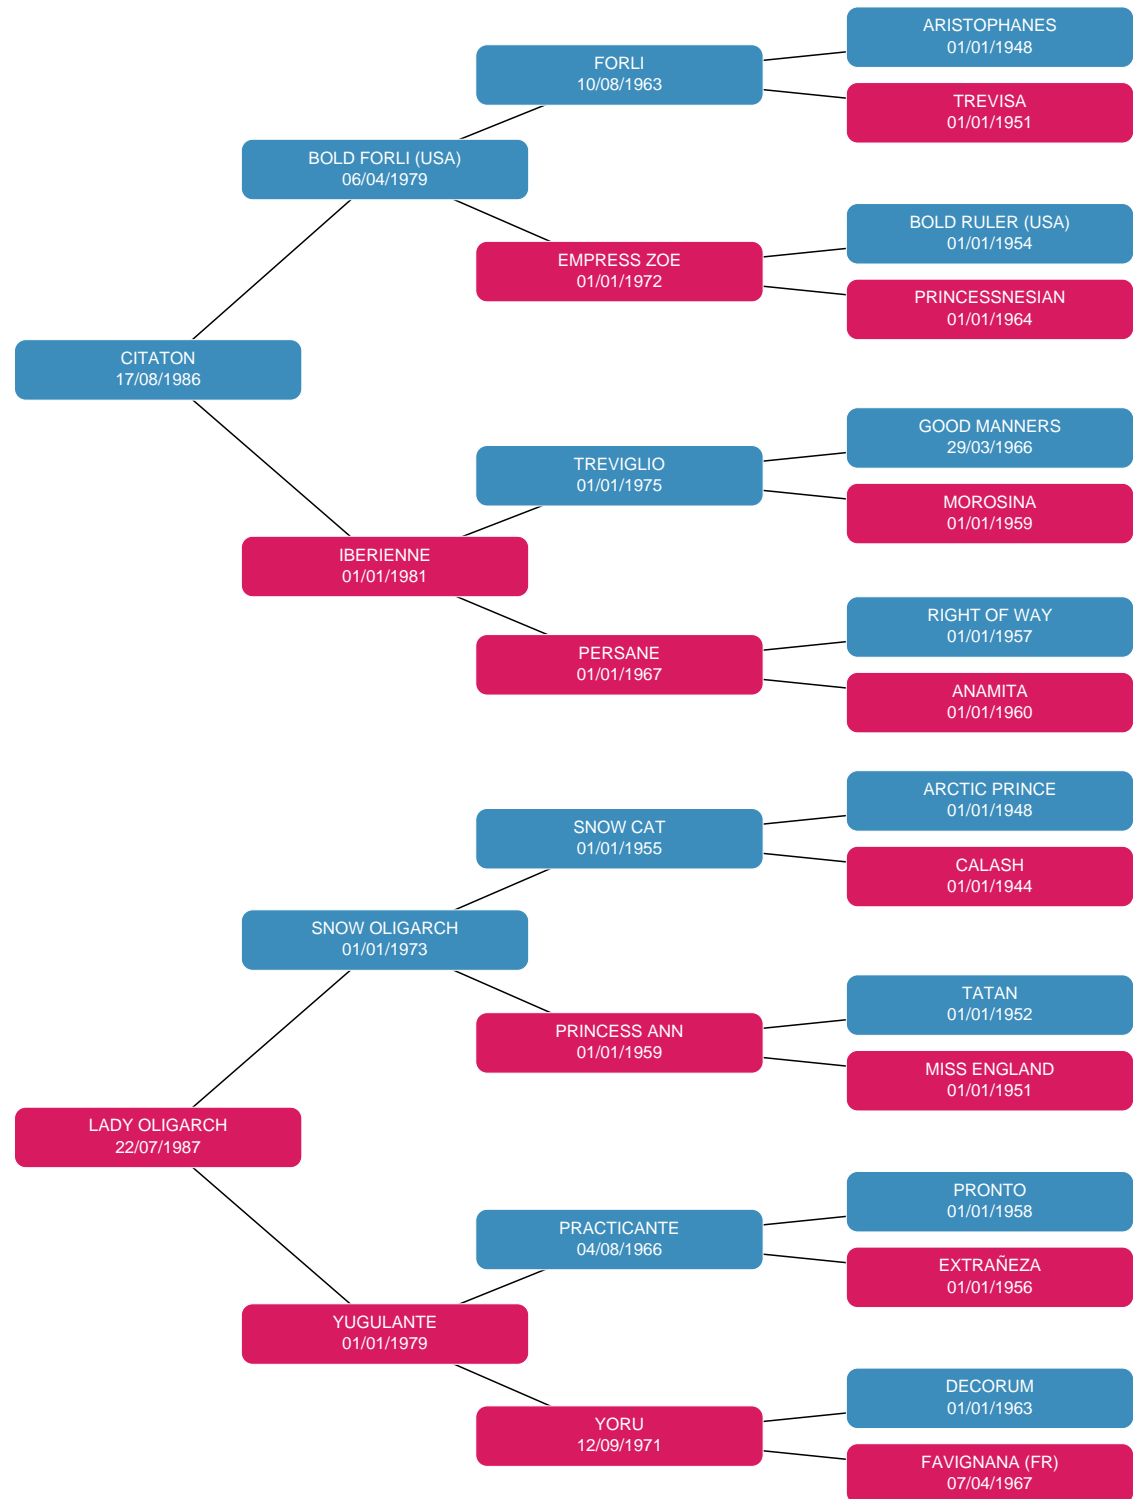 ARISTOPHANES
01/01/1948
FORLI
10/08/1963
TREVISA
01/01/1951
BOLD FORLI (USA)
06/04/1979
BOLD RULER (USA)
01/01/1954
EMPRESS ZOE
01/01/1972
PRINCESSNESIAN
01/01/1964
CITATON
17/08/1986
GOOD MANNERS
29/03/1966
TREVIGLIO
01/01/1975
MOROSINA
01/01/1959
IBERIENNE
01/01/1981
RIGHT OF WAY
01/01/1957
PERSANE
01/01/1967
ANAMITA
01/01/1960
ARCTIC PRINCE
01/01/1948
SNOW CAT
01/01/1955
CALASH
01/01/1944
SNOW OLIGARCH
01/01/1973
TATAN
01/01/1952
PRINCESS ANN
01/01/1959
MISS ENGLAND
01/01/1951
LADY OLIGARCH
22/07/1987
PRONTO
01/01/1958
PRACTICANTE
04/08/1966
EXTRAÑEZA
01/01/1956
YUGULANTE
01/01/1979
DECORUM
01/01/1963
YORU
12/09/1971
FAVIGNANA (FR)
07/04/1967